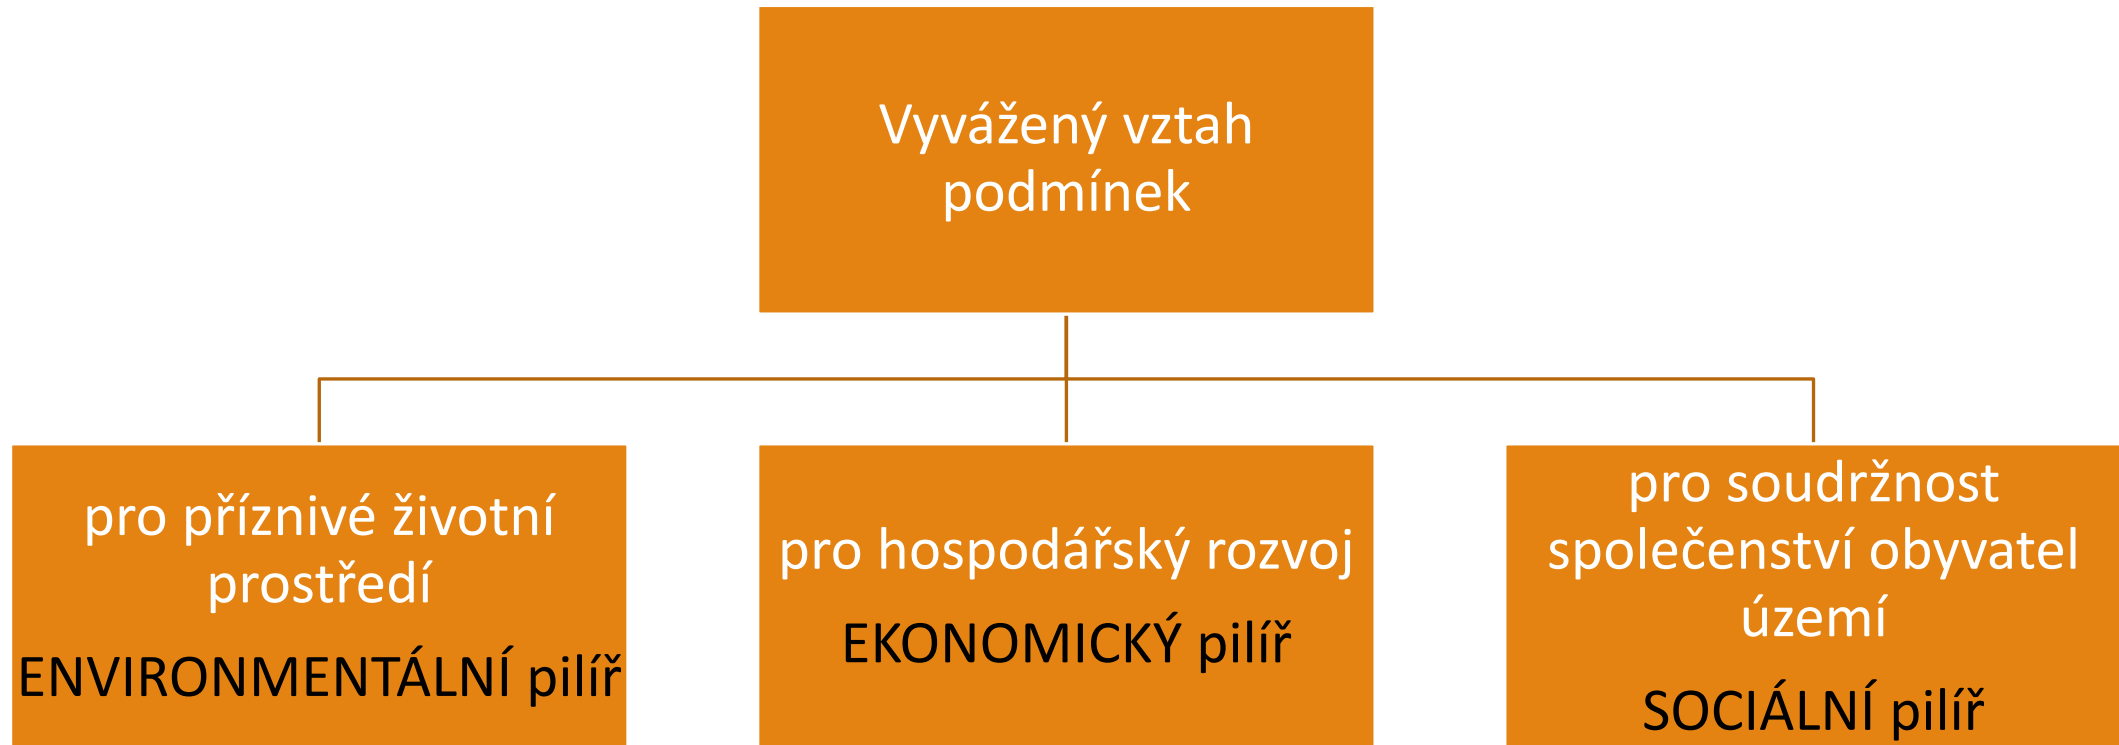 Vyvážený vztah
podmínek
pro příznivé životní
prostředí
ENVIRONMENTÁLNÍ pilíř
pro hospodářský rozvoj
EKONOMICKÝ pilíř
pro soudržnost
společenství obyvatel
území
SOCIÁLNÍ pilíř